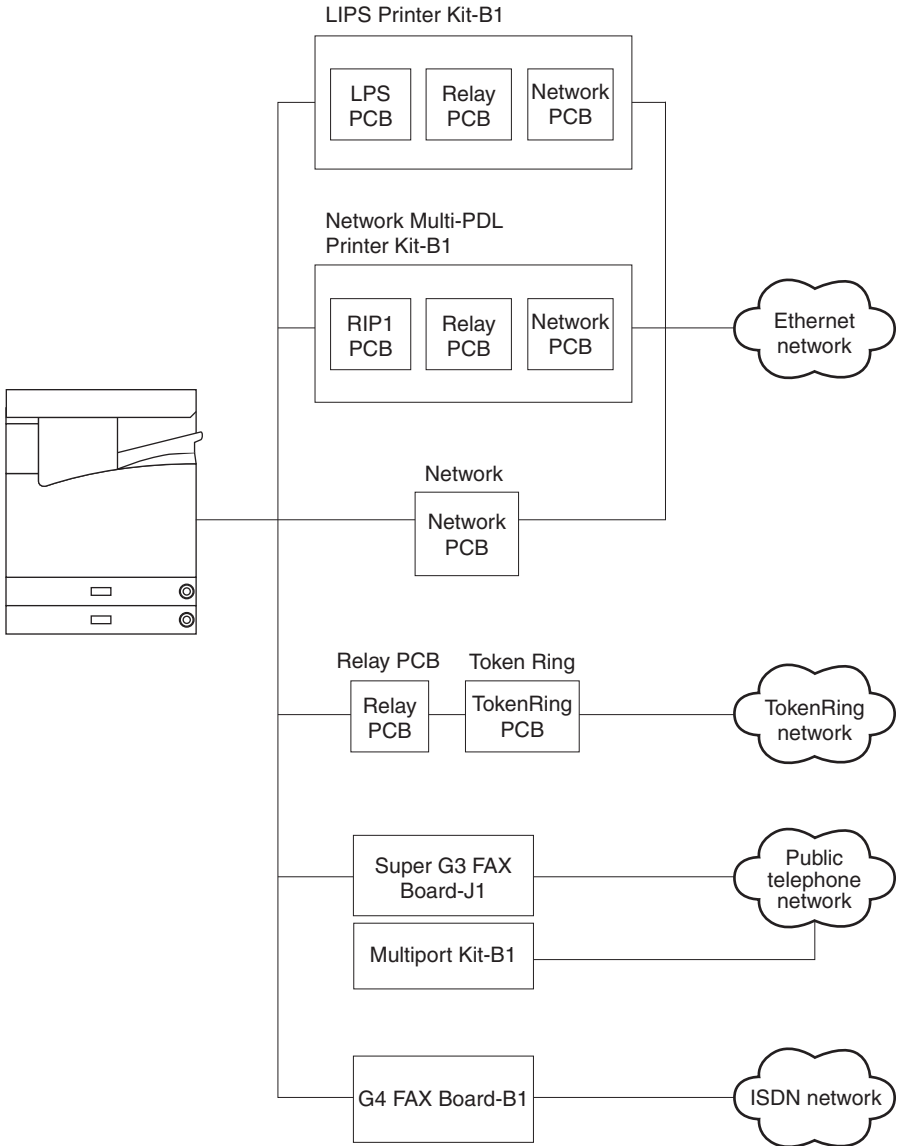 LIPS Printer Kit-B1
LPS
PCB
Relay
PCB
Network
PCB
Network Multi-PDL
Printer Kit-B1
RIP1
PCB
Relay
PCB
Network
PCB
Ethernet
network
Network
Network
PCB
Relay PCB
Token Ring
Relay
PCB
TokenRing
PCB
TokenRing
network
Super G3 FAX
Board-J1
Public
telephone
network
Multiport Kit-B1
G4 FAX Board-B1
ISDN network